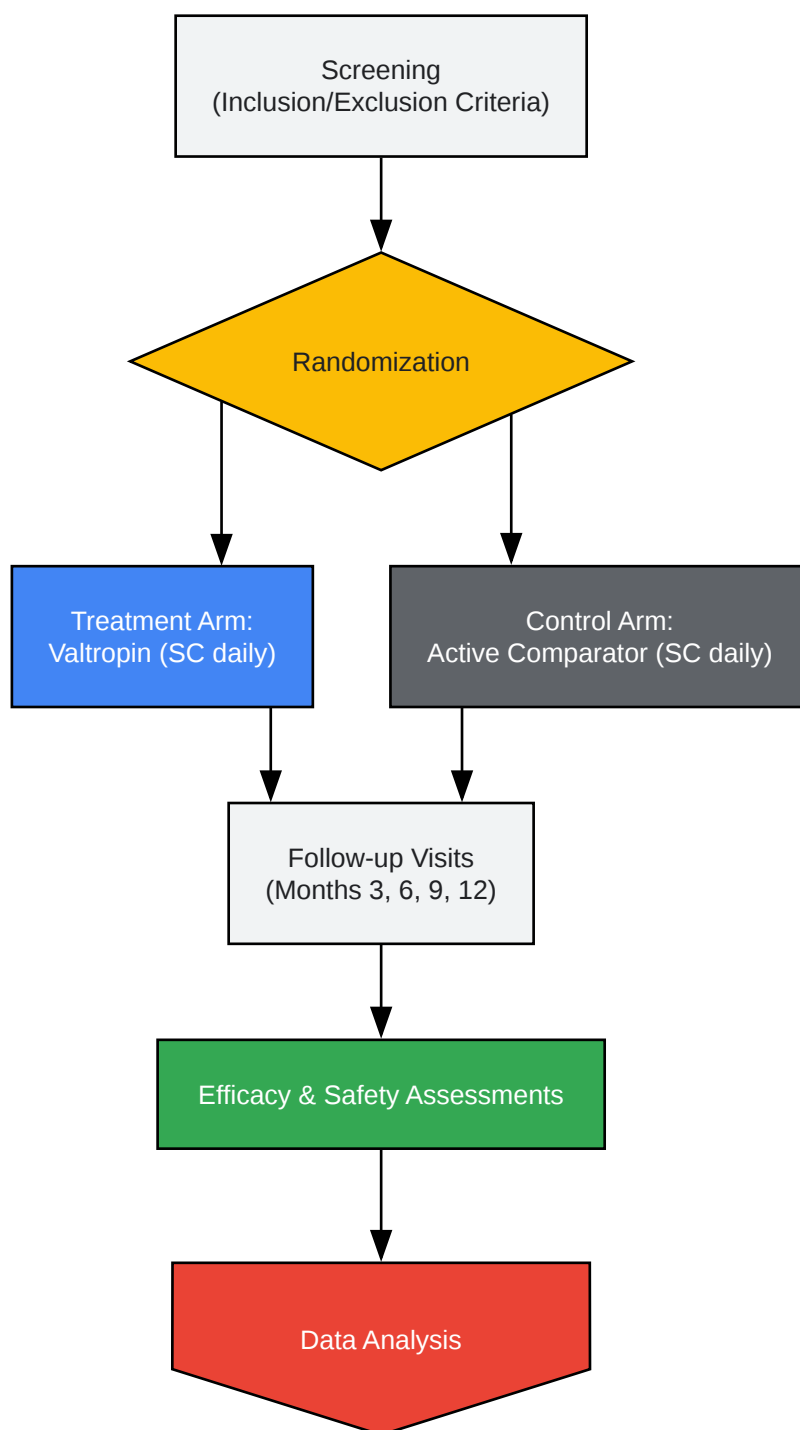 Screening
(Inclusion/Exclusion Criteria)
Randomization
Treatment Arm:
Valtropin (SC daily)
Control Arm:
Active Comparator (SC daily)
Follow-up Visits
(Months 3, 6, 9, 12)
Efficacy & Safety Assessments
Data Analysis